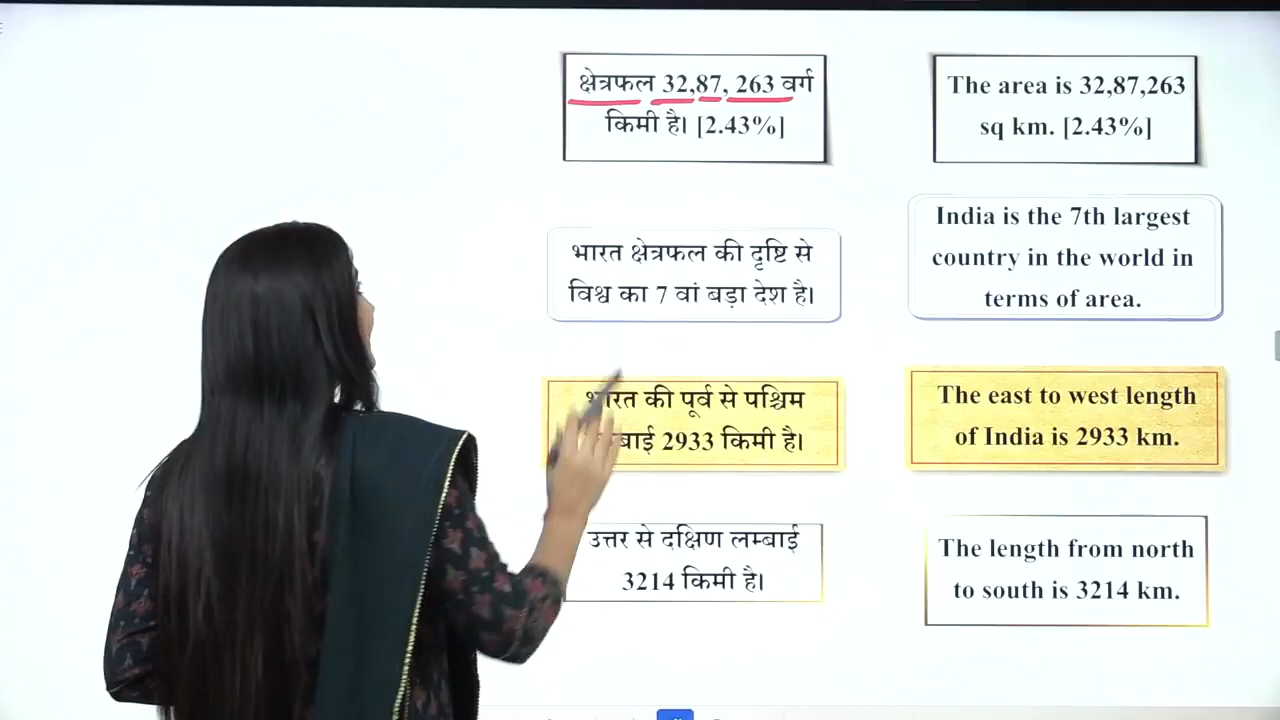 क्षेत्रफल 32,87, 263 वर्ग
किमी है। [2.43%]
The area is 32,87,263
sq km. [2.43%]
भारत क्षेत्रफल की दृष्टि से
विश्व का 7 वां बड़ा देश है।
India is the 7th largest
country in the world in
terms of area.
भारत की पूर्व से पश्चिम
2933 किमी है।
The east to west length
of India is 2933 km.
उत्तर से दक्षिण लम्बाई
3214 किमी है।
The length from north
to south is 3214 km.